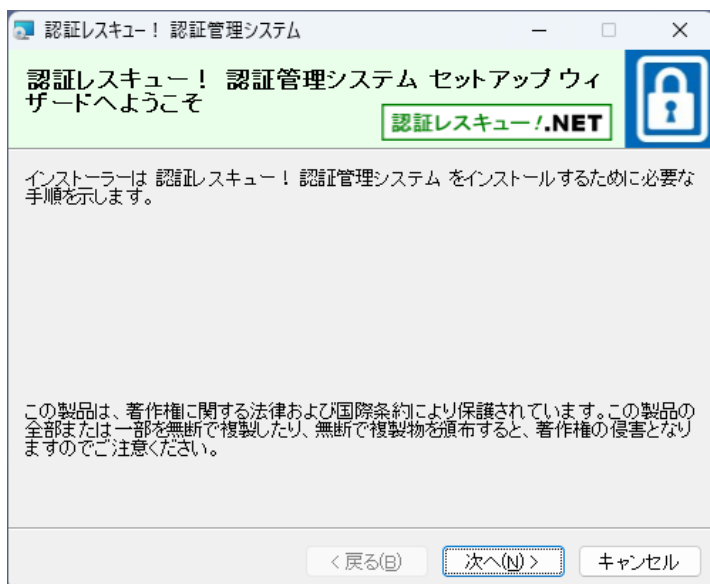 認証レスキュー！ 認証管理システム
認証レスキュー！ 認証管理システム セットアップ ウィ
ザードへようこそ
認証レスキュー！.NET
インストーラーは 認証レスキュー！ 認証管理システム をインストールするために必要な
手順を示します。
この製品は、著作権に関する法律および国際条約により保護されています。この製品の
全部または一部を無断で複製したり、無断で複製物を頒布すると、著作権の侵害となり
ますのでご注意ください。
< 戻る(B)
次へ(N) >
キャンセル